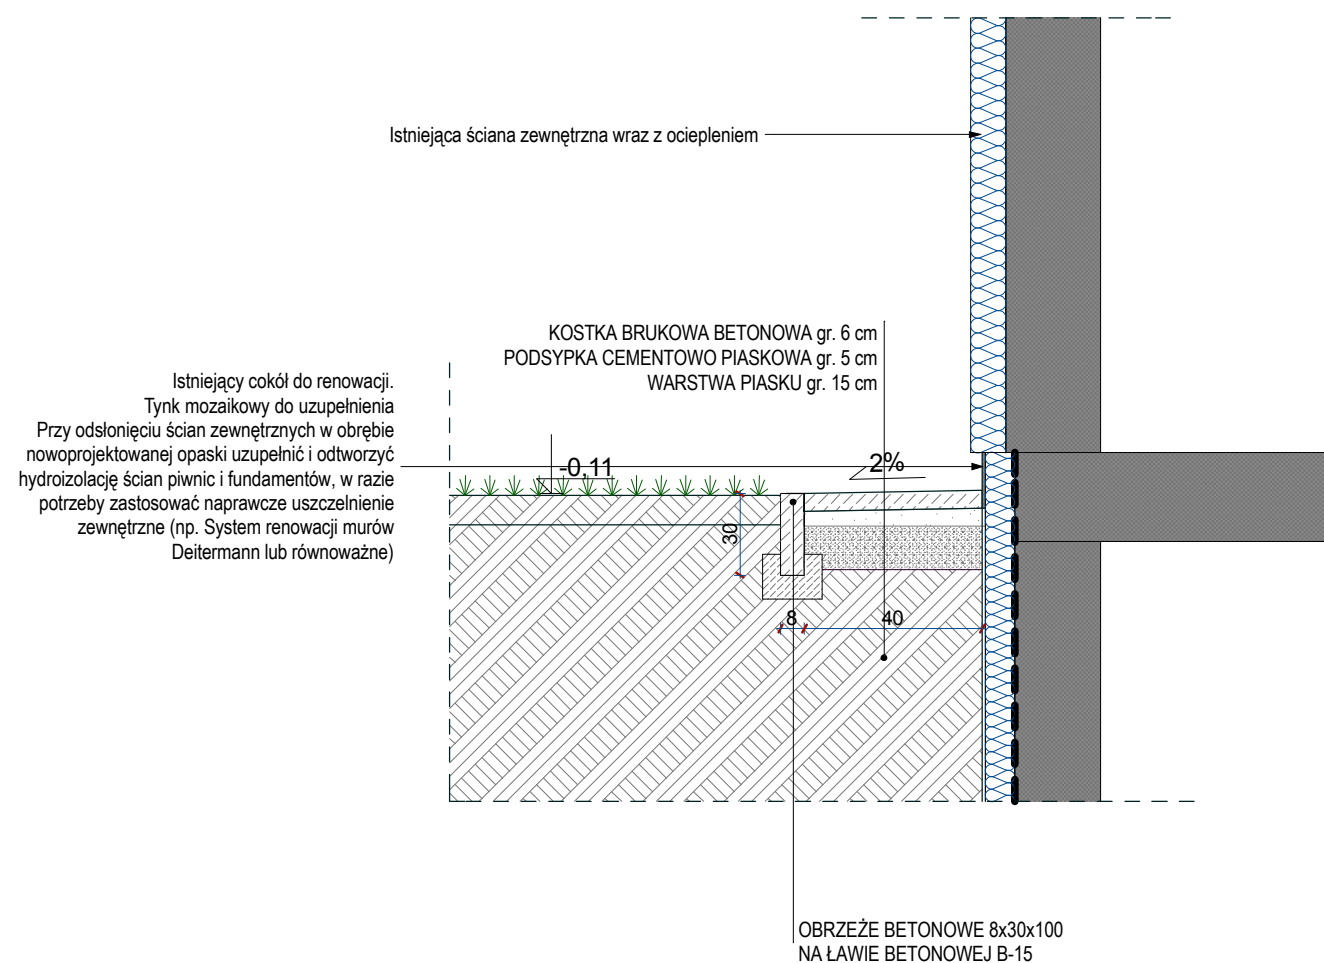 Istniejąca ściana zewnętrzna wraz z ociepleniem
KOSTKA BRUKOWA BETONOWA gr. 6 cm
PODSYPKA CEMENTOWO PIASKOWA gr. 5 cm
WARSTWA PIASKU gr. 15 cm
Istniejący cokół do renowacji.
Tynk mozaikowy do uzupełnienia
Przy odsłonięciu ścian zewnętrznych w obrębie
nowoprojektowanej opaski uzupełnić i odtworzyć
hydroizolację ścian piwnic i fundamentów, w razie
potrzeby zastosować naprawcze uszczelnienie
zewnętrzne (np. System renowacji murów
Deitermann lub równoważne)
-0,11
2%
30
8
40
OBRZEŻE BETONOWE 8x30x100
NA ŁAWIE BETONOWEJ B-15